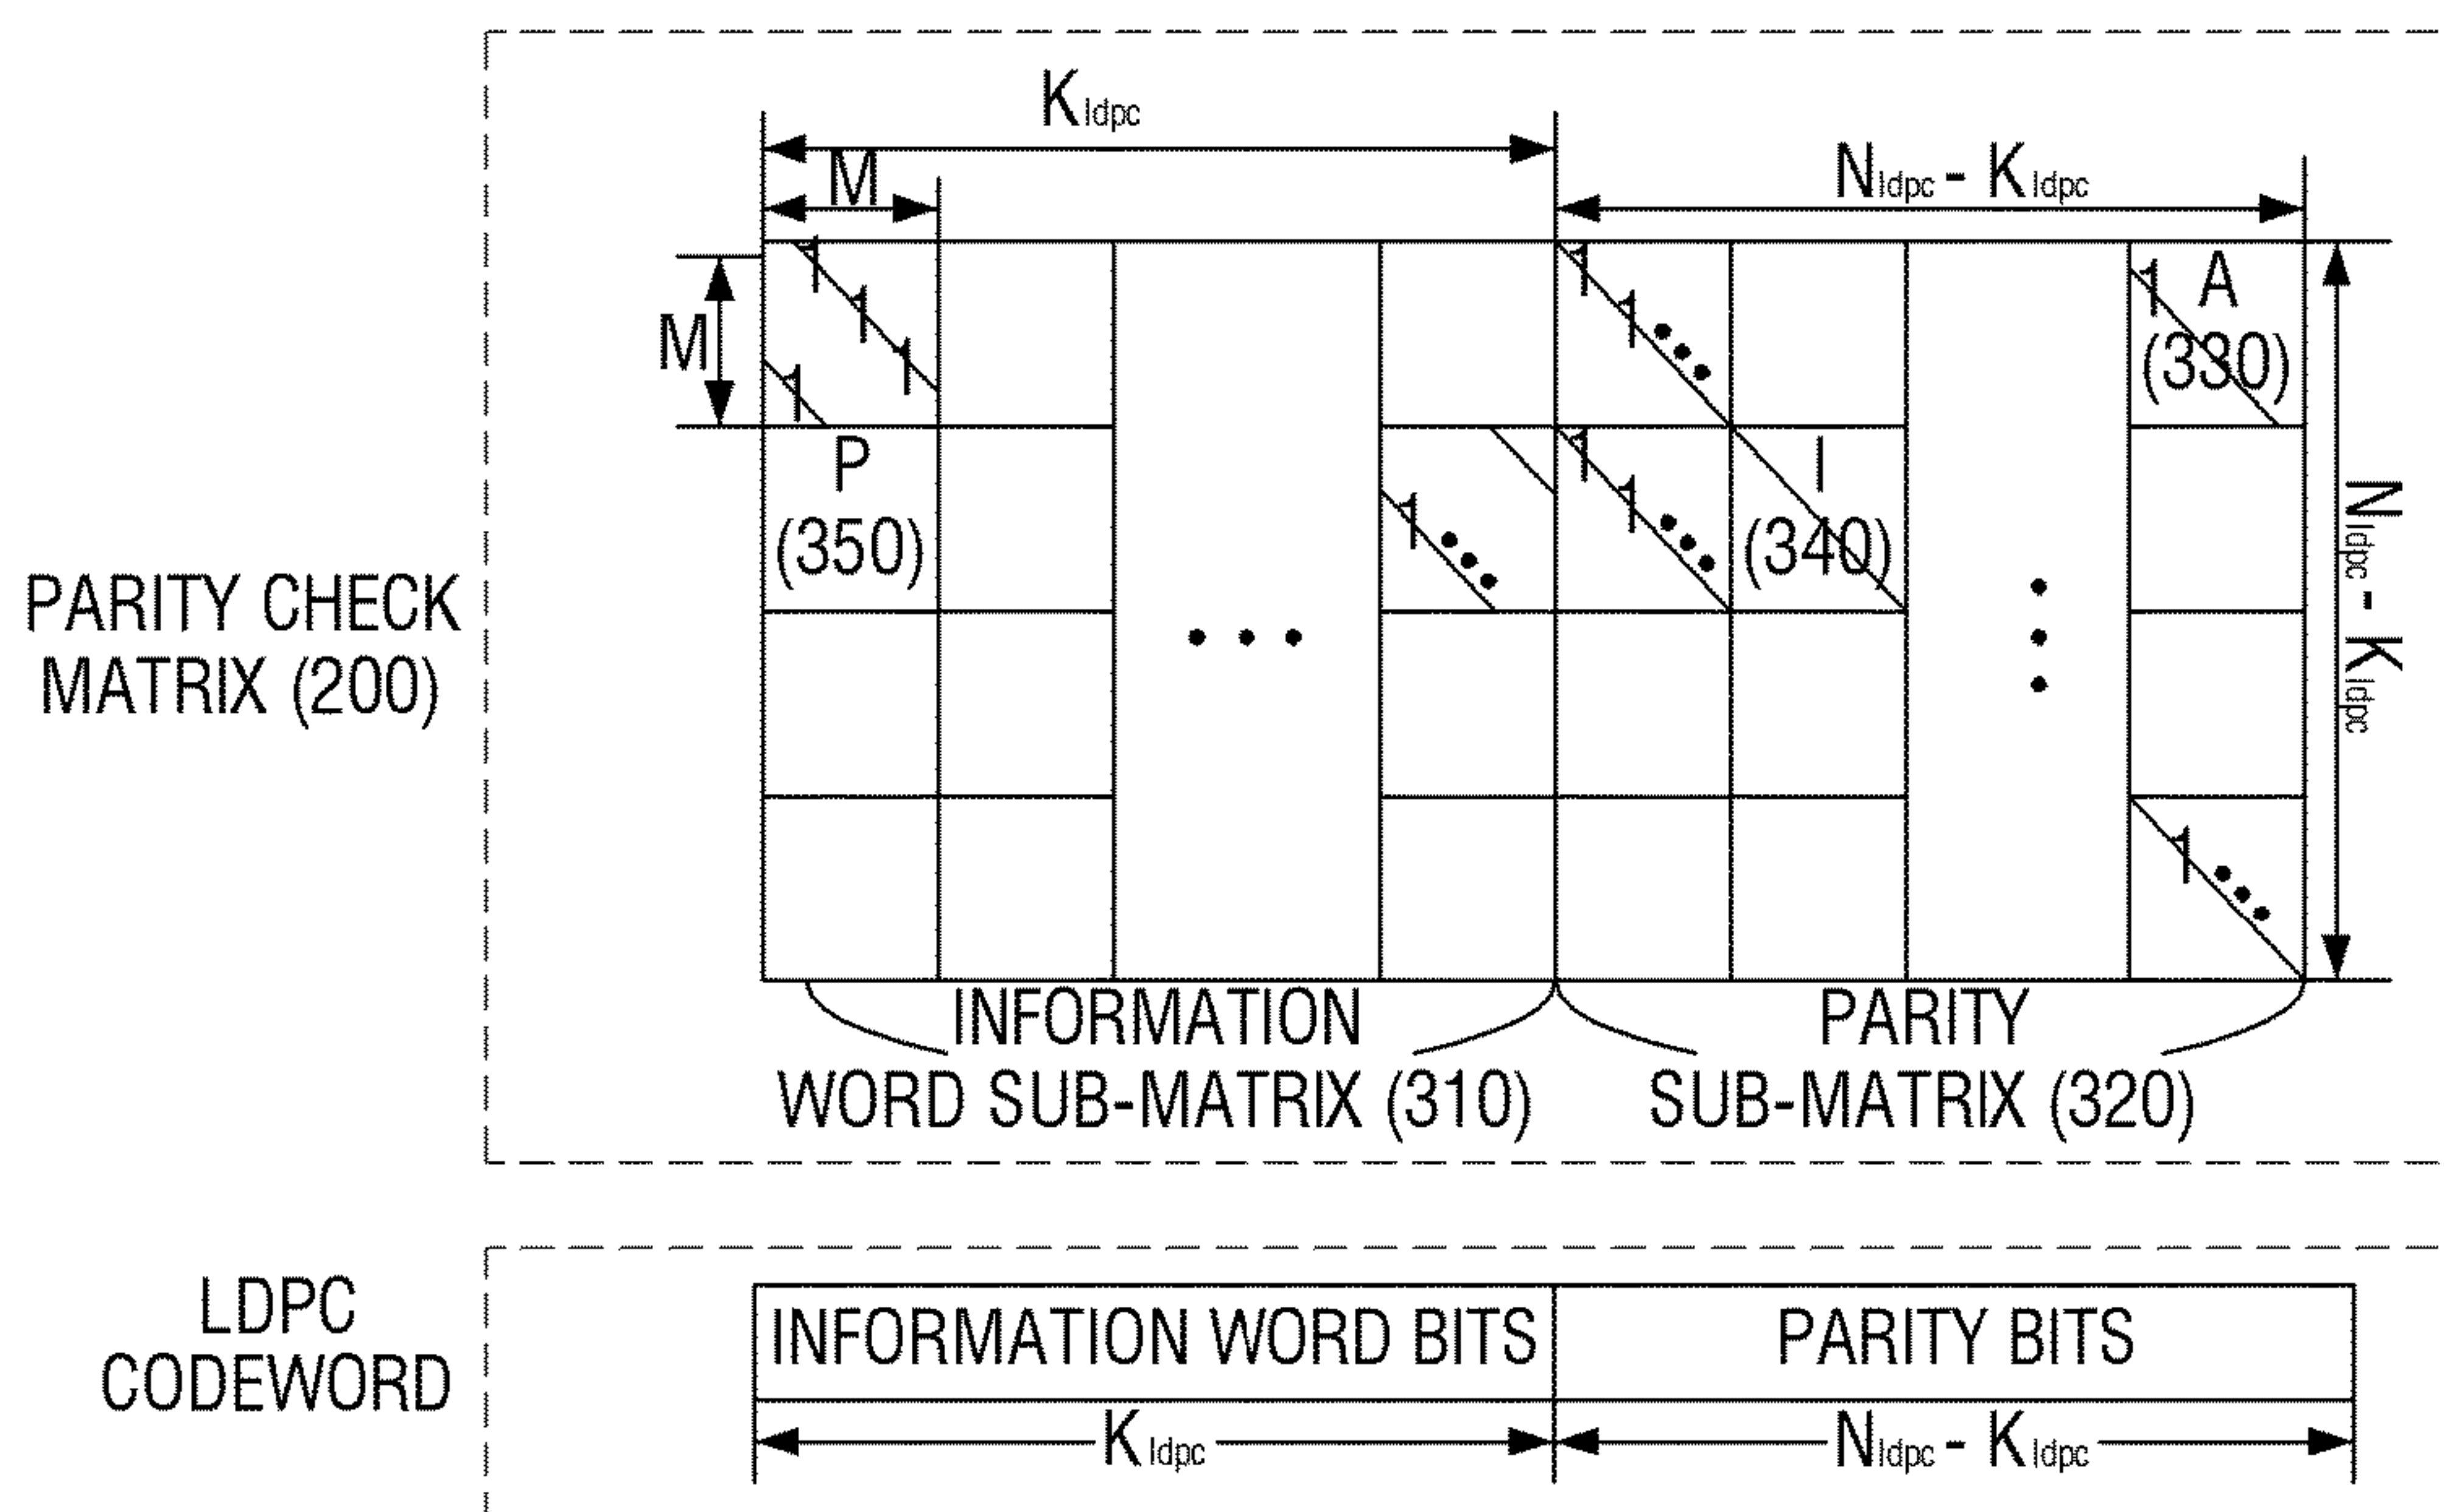 Kldpc
M
Nldpc - Kldpc
1
1
1
1
M
1
1
1
A
(330)
P
(350)
1
1
1
I
(340)
Nldpc - Kldpc
PARITY CHECK
MATRIX (200)
1
INFORMATION
WORD SUB-MATRIX (310)
PARITY
SUB-MATRIX (320)
LDPC
CODEWORD
INFORMATION WORD BITS
PARITY BITS
Kldpc
Nldpc - Kldpc